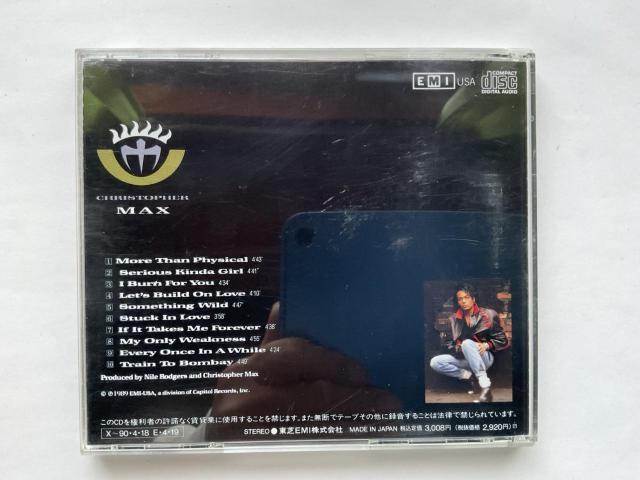 EMI USA
COMPACT
disc
DIGITAL AUDIO
CHRISTOPHER
MAX
1 More Than Physical 4'43"
2 Serious Kinda Girl 4'41"
3 I Burn For You 4'34"
4 Let's Build On Love 4'10"
5 Something Wild 4'47"
6 Stuck In Love 3'58"
7 If It Takes Me Forever 4'38"
8 My Only Weakness 4'55"
9 Every Once In A While 4'24"
10 Train To Bombay 4'49"
Produced by Nile Rodgers and Christopher Max
© ℗ 1989 EMI-USA, a division of Capitol Records, Inc.
このCDを権利者の許諾なく賃貸業に使用することを禁じます。また無断でテープその他に録音することは法律で禁じられています。
X~90・4・18 E・4・19 STEREO ● 東芝EMI株式会社 MADE IN JAPAN 税込定価 3,008円 (税抜価格 2,920円)